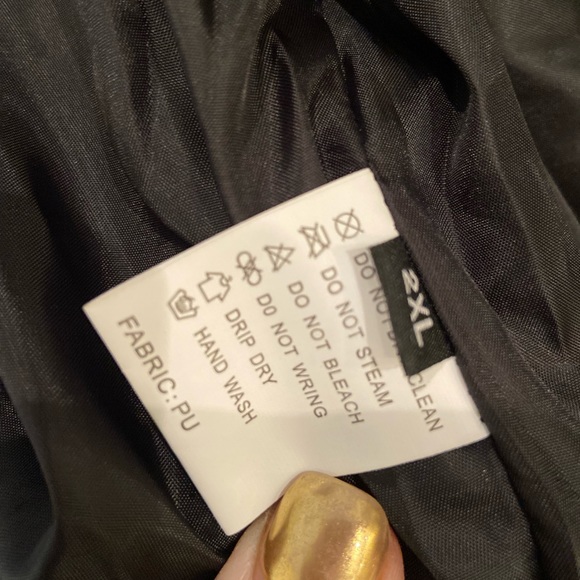 2XL
DO NOT DRY CLEAN
DO NOT STEAM
DO NOT BLEACH
DO NOT WRING
DRIP DRY
HAND WASH
FABRIC:PU